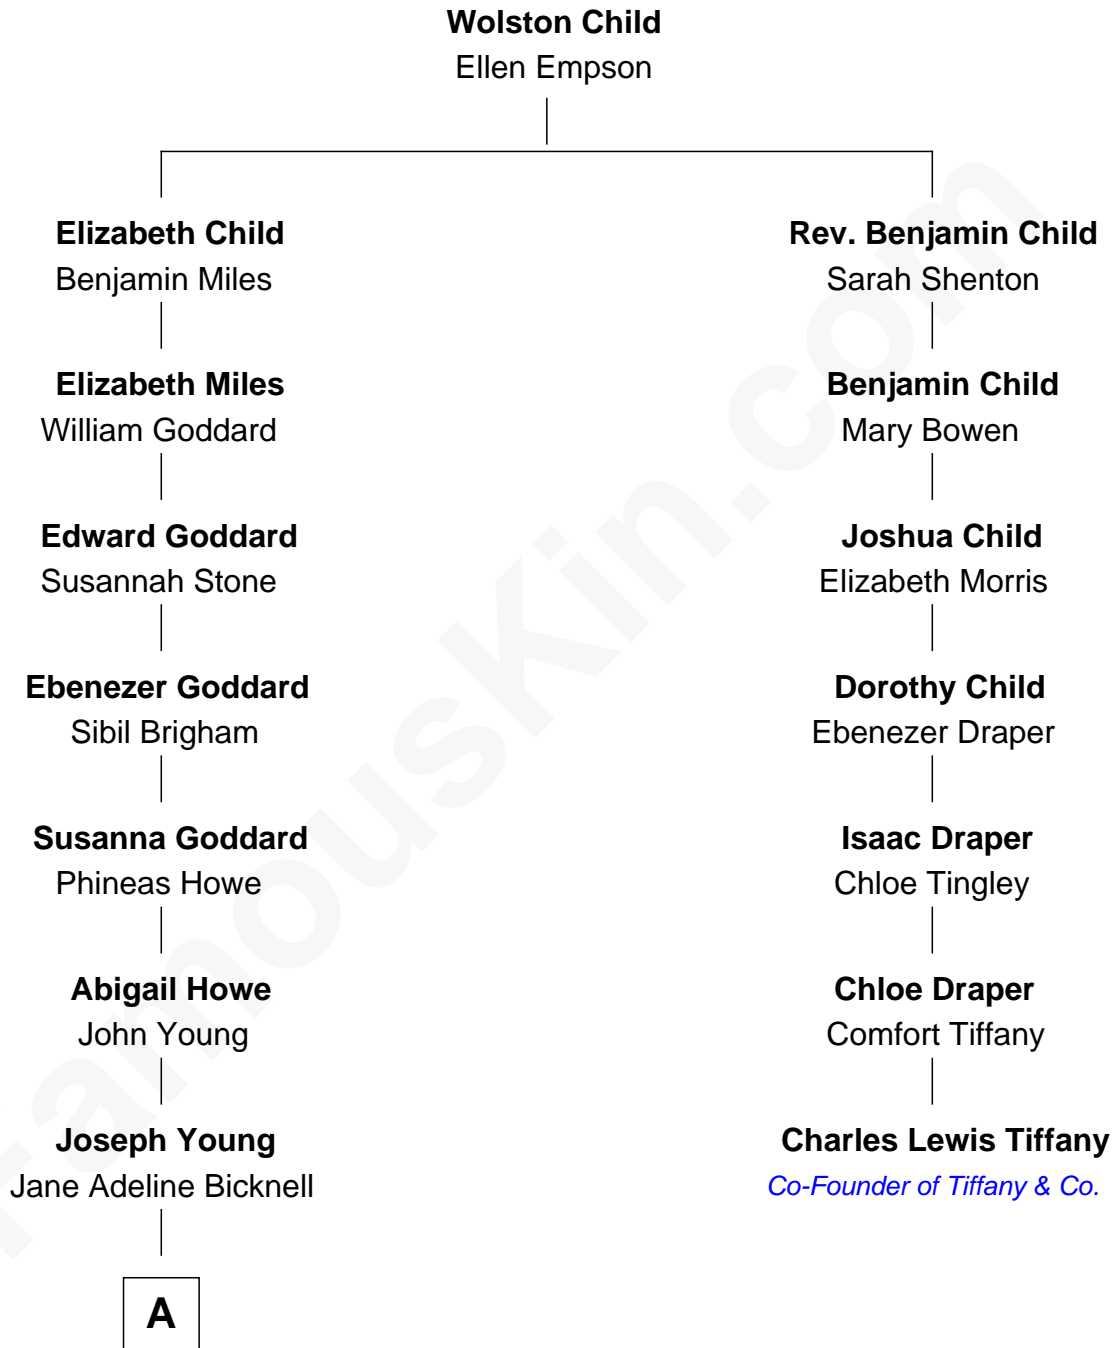 Wolston Child
Ellen Empson
Elizabeth Child
Benjamin Miles
Rev. Benjamin Child
Sarah Shenton
Elizabeth Miles
William Goddard
Benjamin Child
Mary Bowen
Edward Goddard
Susannah Stone
Joshua Child
Elizabeth Morris
Ebenezer Goddard
Sibil Brigham
Dorothy Child
Ebenezer Draper
Susanna Goddard
Phineas Howe
Isaac Draper
Chloe Tingley
Abigail Howe
John Young
Chloe Draper
Comfort Tiffany
Joseph Young
Jane Adeline Bicknell
Charles Lewis Tiffany
Co-Founder of Tiffany & Co.
A
FamousKin.com